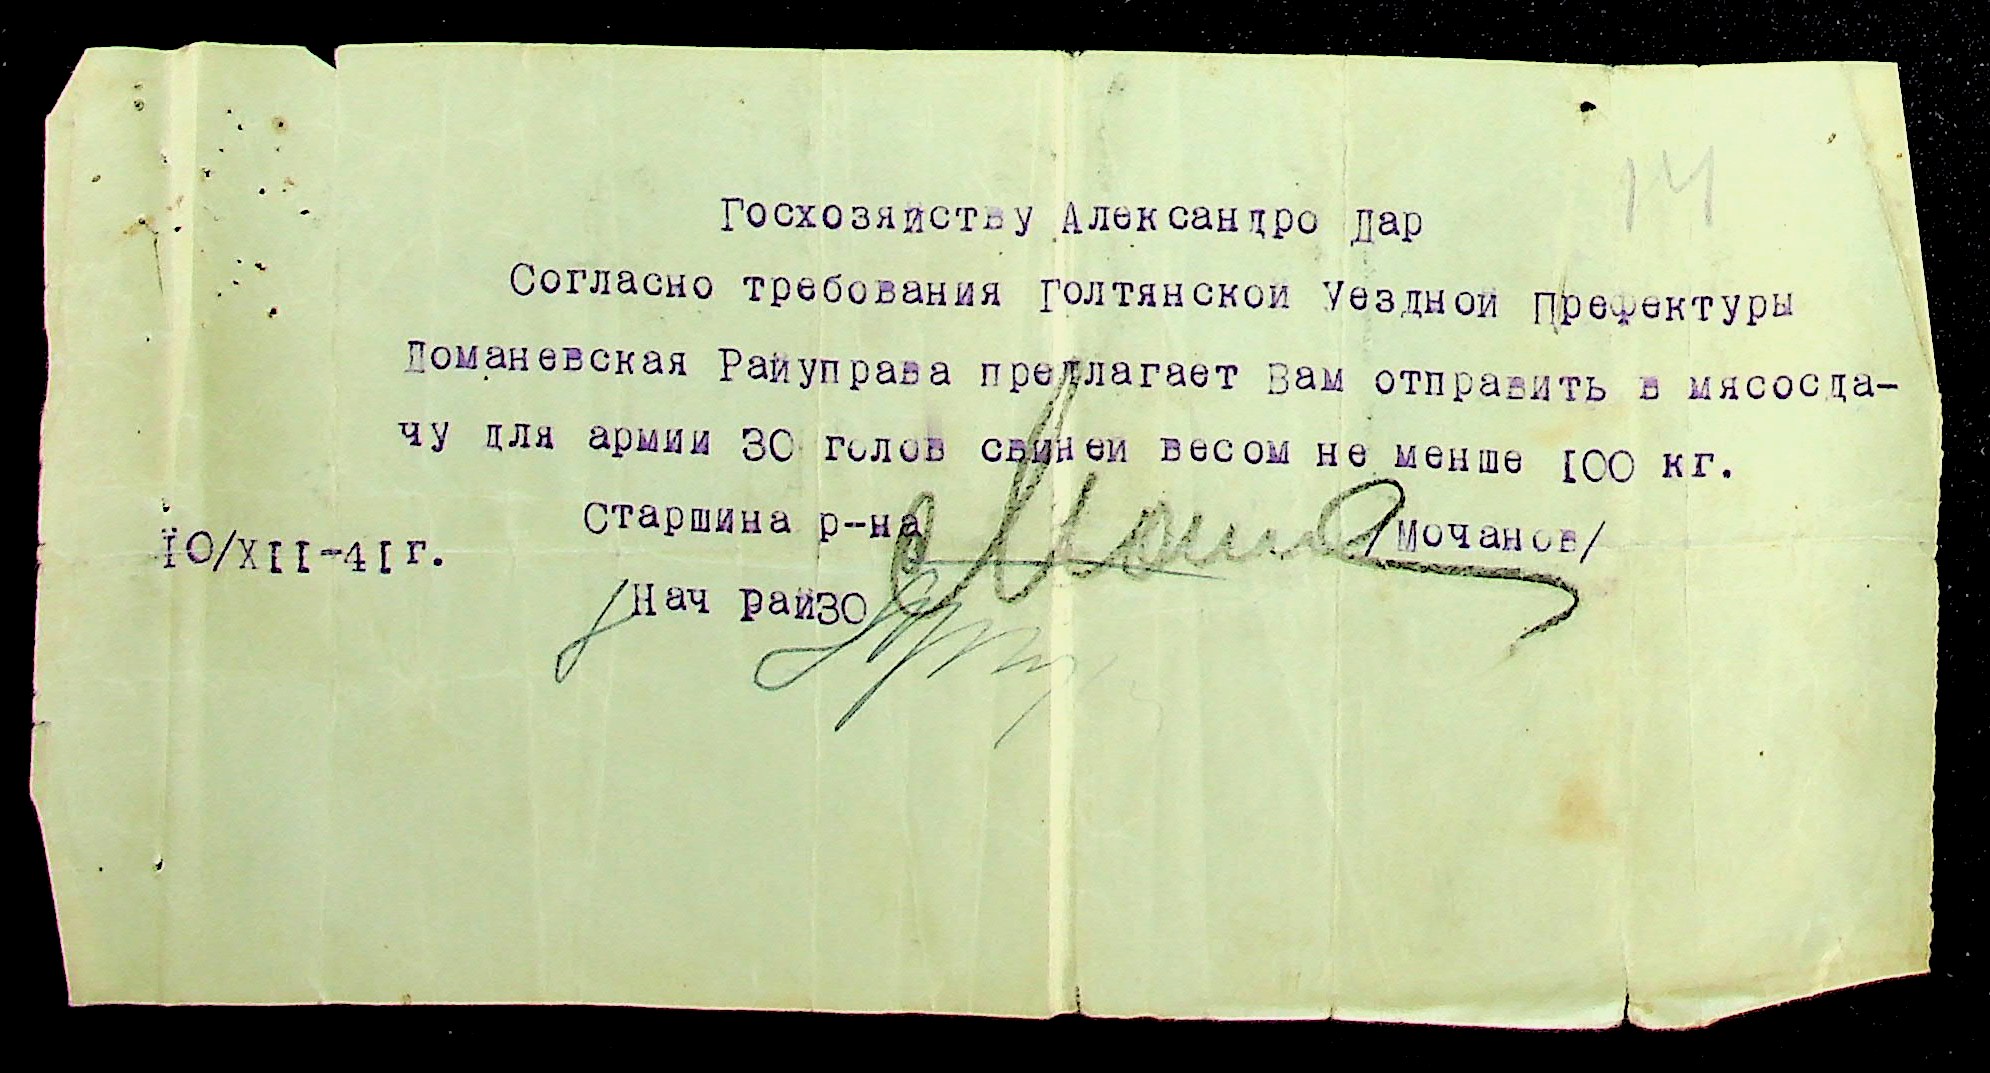 14
Госхозяйству Александро Дар
Согласно требования Голтянской Уездной Префектуры
Доманевская Райуправа предлагает Вам отправить в мясосда-
чу для армии 30 голов свиней весом не менше 100 кг.
Старшина р-на /Мочанов/
10/XII-41г.
/Нач райЗО